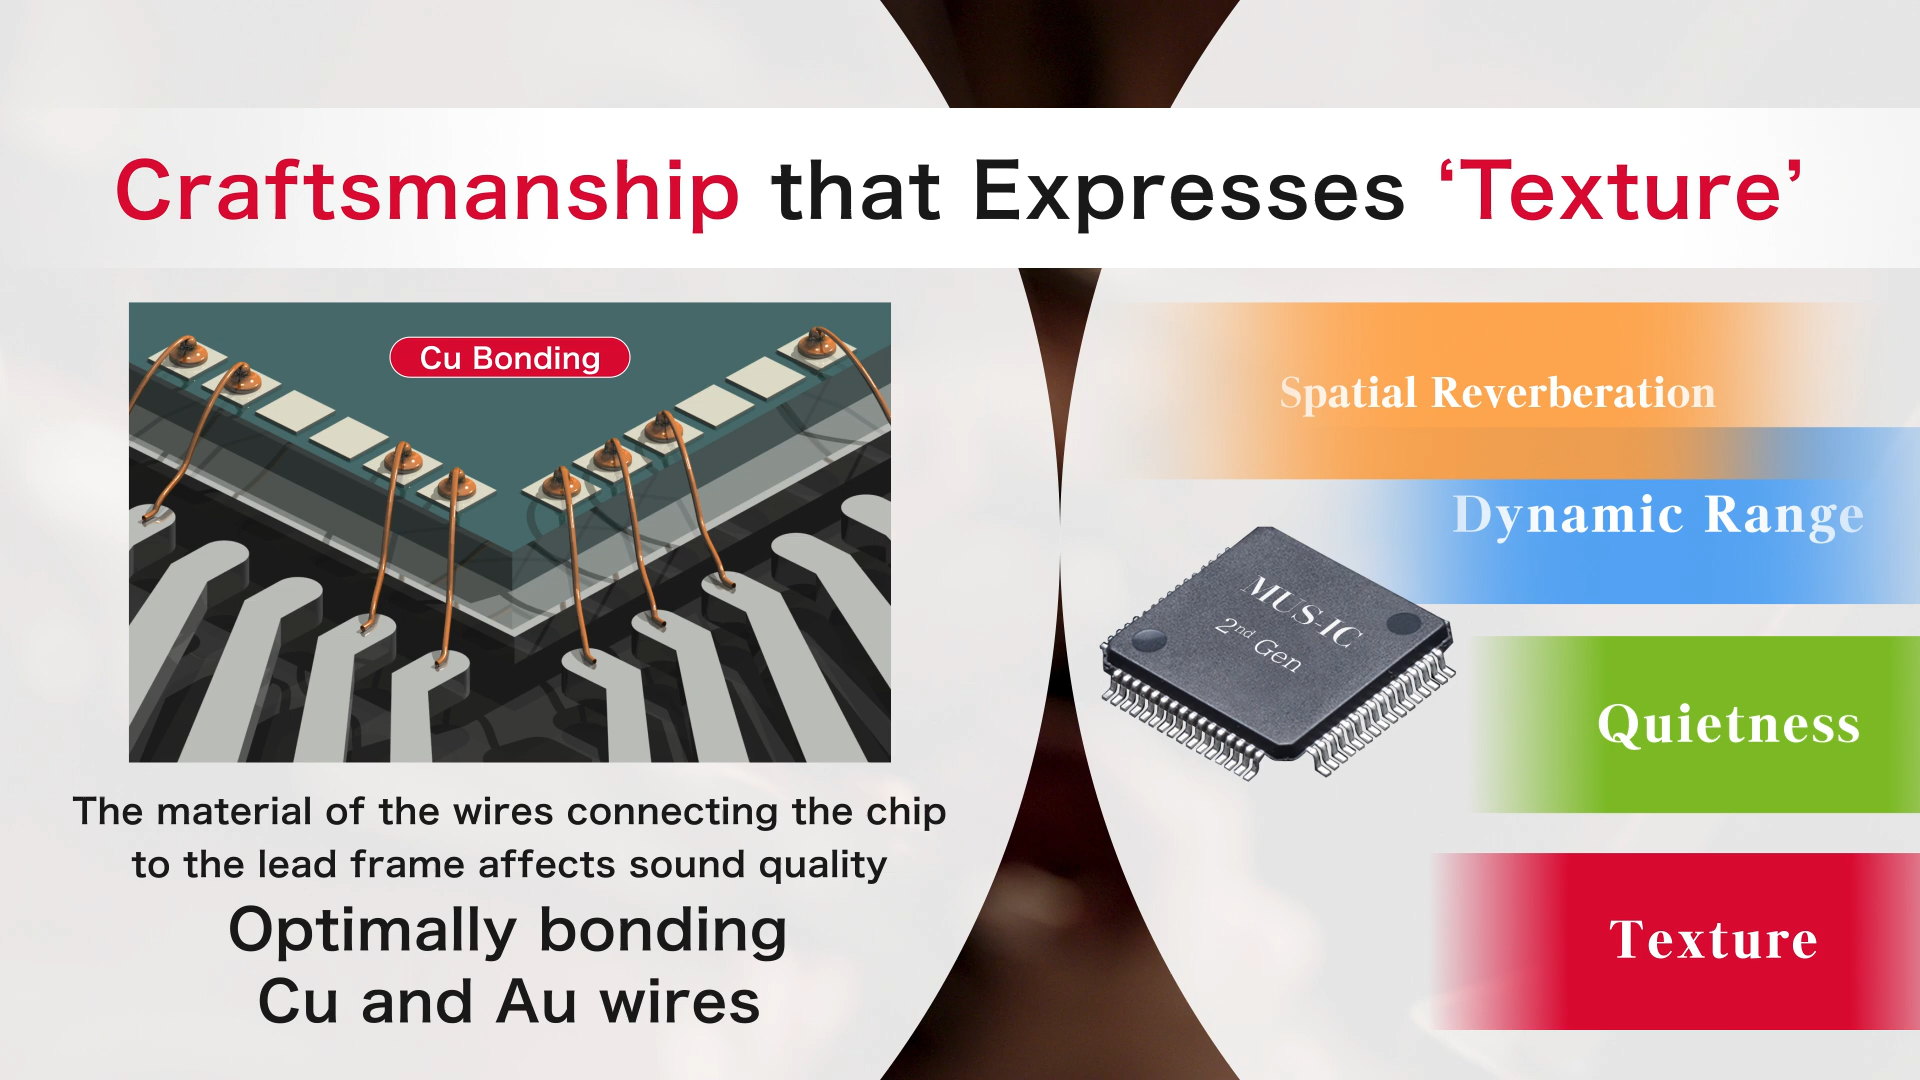 Craftsmanship that Expresses ‘Texture’
Cu Bonding
The material of the wires connecting the chip
to the lead frame affects sound quality
Optimally bonding
Cu and Au wires
Spatial Reverberation
Dynamic Range
MUS-IC
2nd Gen
Quietness
Texture